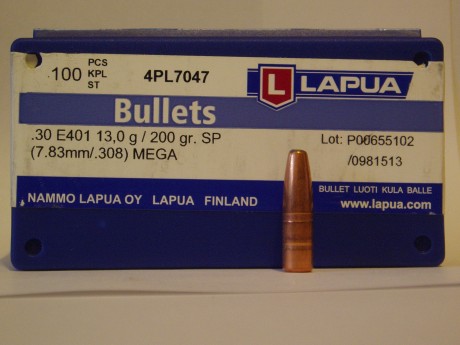 100 PCS KPL ST
4PL7047
L LAPUA
Bullets
.30 E401 13,0 g / 200 gr. SP
(7.83mm/.308) MEGA
Lot: P00655102
/0981513
BULLET LUOTI KULA BALLE
NAMMO LAPUA OY LAPUA FINLAND
www.lapua.com